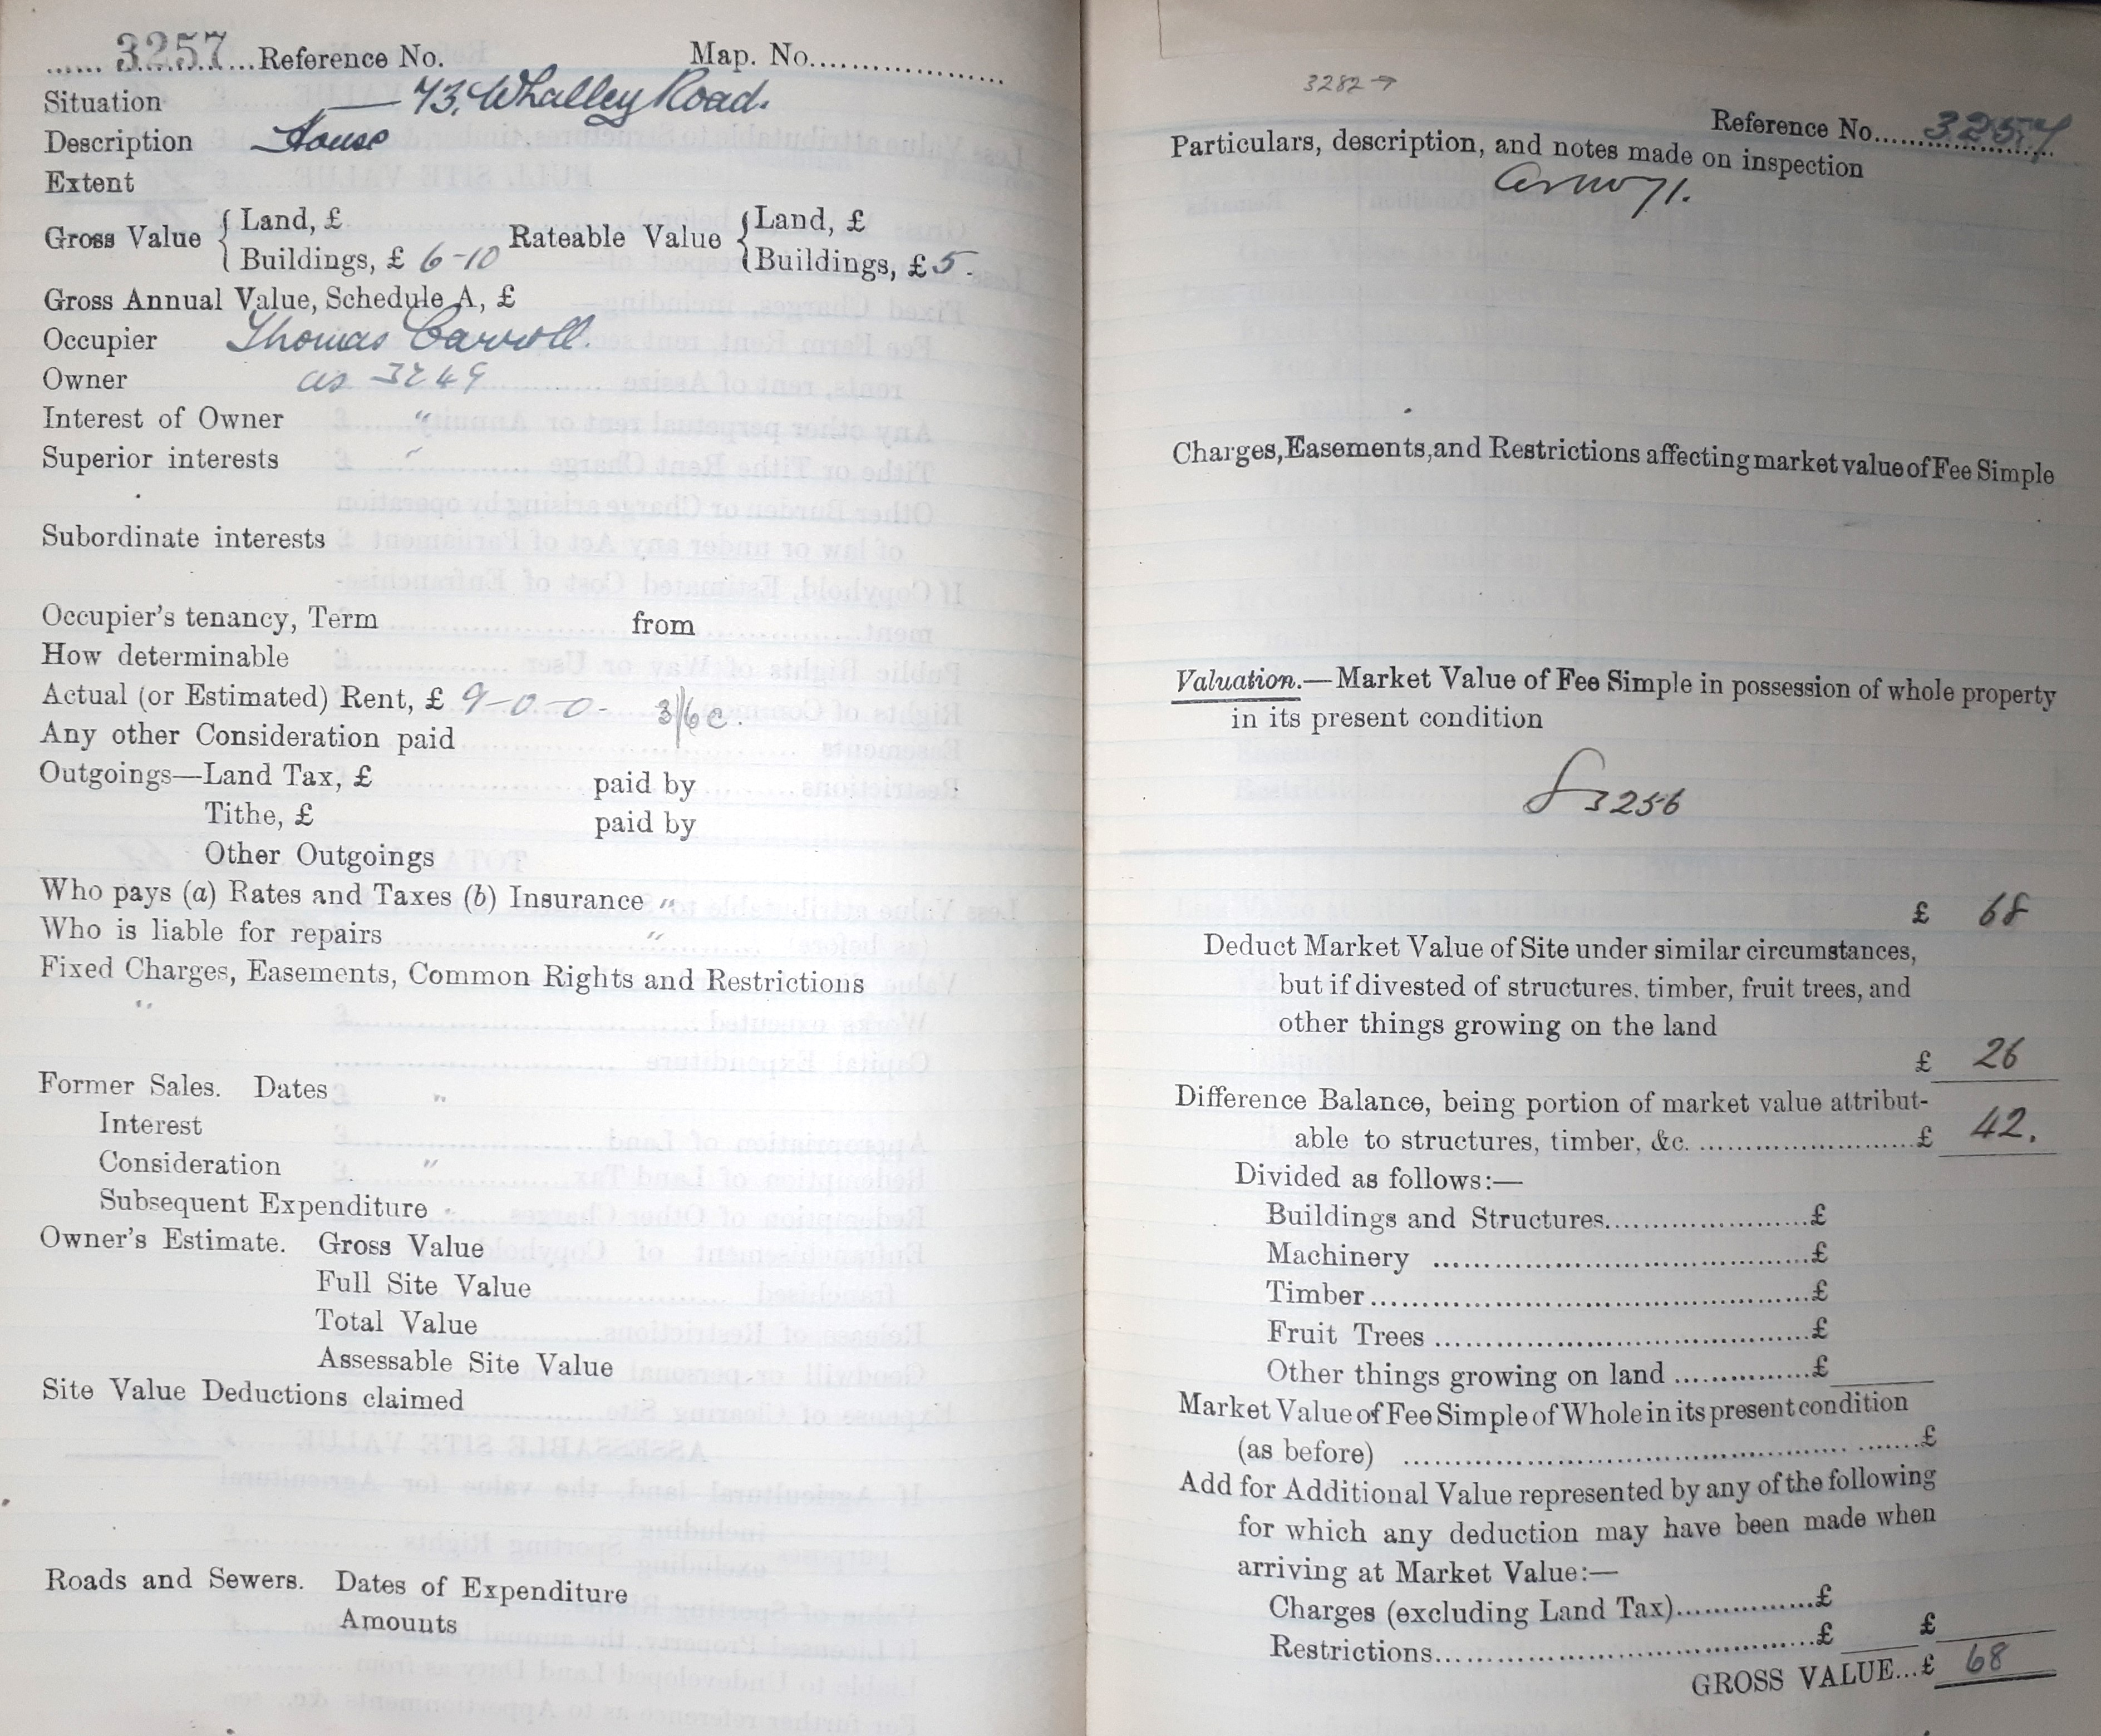 ...... 3257 ...Reference No. Map. No....................
Situation — 73, Whalley Road.
Description House
Extent
Gross Value { Land, £ Rateable Value { Land, £
Buildings, £ 6-10 Buildings, £ 5-
Gross Annual Value, Schedule A, £
Occupier Thomas Carroll.
Owner as 3249
Interest of Owner "
Superior interests "
Subordinate interests
Occupier's tenancy, Term from
How determinable
Actual (or Estimated) Rent, £ 9-0-0- 3/6 c.
Any other Consideration paid
Outgoings—Land Tax, £ paid by
Tithe, £ paid by
Other Outgoings
Who pays (a) Rates and Taxes (b) Insurance "
Who is liable for repairs "
Fixed Charges, Easements, Common Rights and Restrictions
"
Former Sales. Dates "
Interest
Consideration "
Subsequent Expenditure "
Owner's Estimate. Gross Value
Full Site Value
Total Value
Assessable Site Value
Site Value Deductions claimed
Roads and Sewers. Dates of Expenditure
Amounts
3282 →
Reference No....3257
Particulars, description, and notes made on inspection
Charges, Easements, and Restrictions affecting market value of Fee Simple
Valuation.—Market Value of Fee Simple in possession of whole property
in its present condition
3256
£ 68
Deduct Market Value of Site under similar circumstances,
but if divested of structures, timber, fruit trees, and
other things growing on the land
£ 26
Difference Balance, being portion of market value attribut-
able to structures, timber, &c. ........................£ 42.
Divided as follows:—
Buildings and Structures.....................£
Machinery .......................................£
Timber.............................................£
Fruit Trees ......................................£
Other things growing on land ...............£
Market Value of Fee Simple of Whole in its present condition
(as before) ..................................................£
Add for Additional Value represented by any of the following
for which any deduction may have been made when
arriving at Market Value:—
Charges (excluding Land Tax)...............£
Restrictions.......................................£ £
GROSS VALUE...£ 68